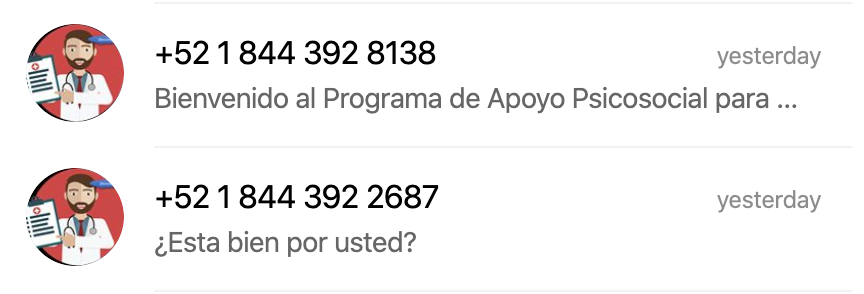 +52 1 844 392 8138
yesterday
Bienvenido al Programa de Apoyo Psicosocial para ...
+52 1 844 392 2687
yesterday
¿Esta bien por usted?